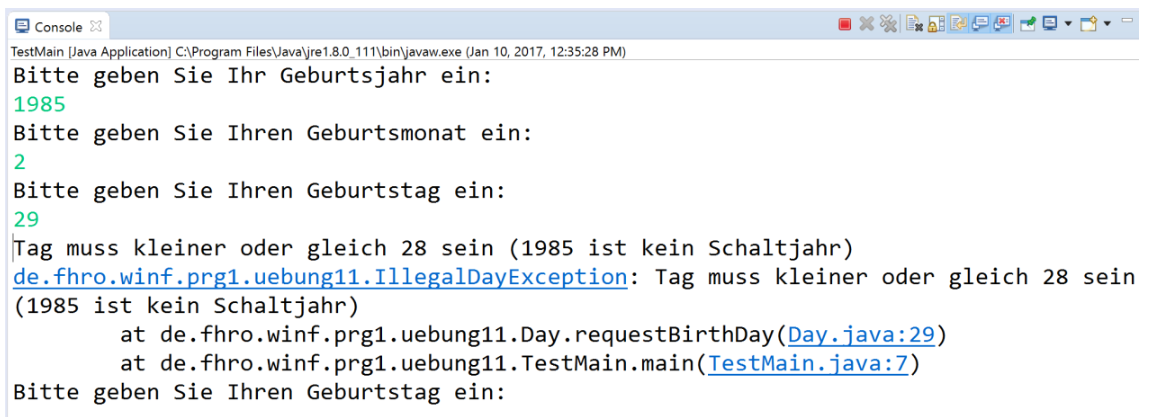 Console
TestMain [Java Application] C:\Program Files\Java\jre1.8.0_111\bin\javaw.exe (Jan 10, 2017, 12:35:28 PM)
Bitte geben Sie Ihr Geburtsjahr ein:
1985
Bitte geben Sie Ihren Geburtsmonat ein:
2
Bitte geben Sie Ihren Geburtstag ein:
29
Tag muss kleiner oder gleich 28 sein (1985 ist kein Schaltjahr)
de.fhro.winf.prg1.uebung11.IllegalDayException: Tag muss kleiner oder gleich 28 sein
(1985 ist kein Schaltjahr)
at de.fhro.winf.prg1.uebung11.Day.requestBirthDay(Day.java:29)
at de.fhro.winf.prg1.uebung11.TestMain.main(TestMain.java:7)
Bitte geben Sie Ihren Geburtstag ein: